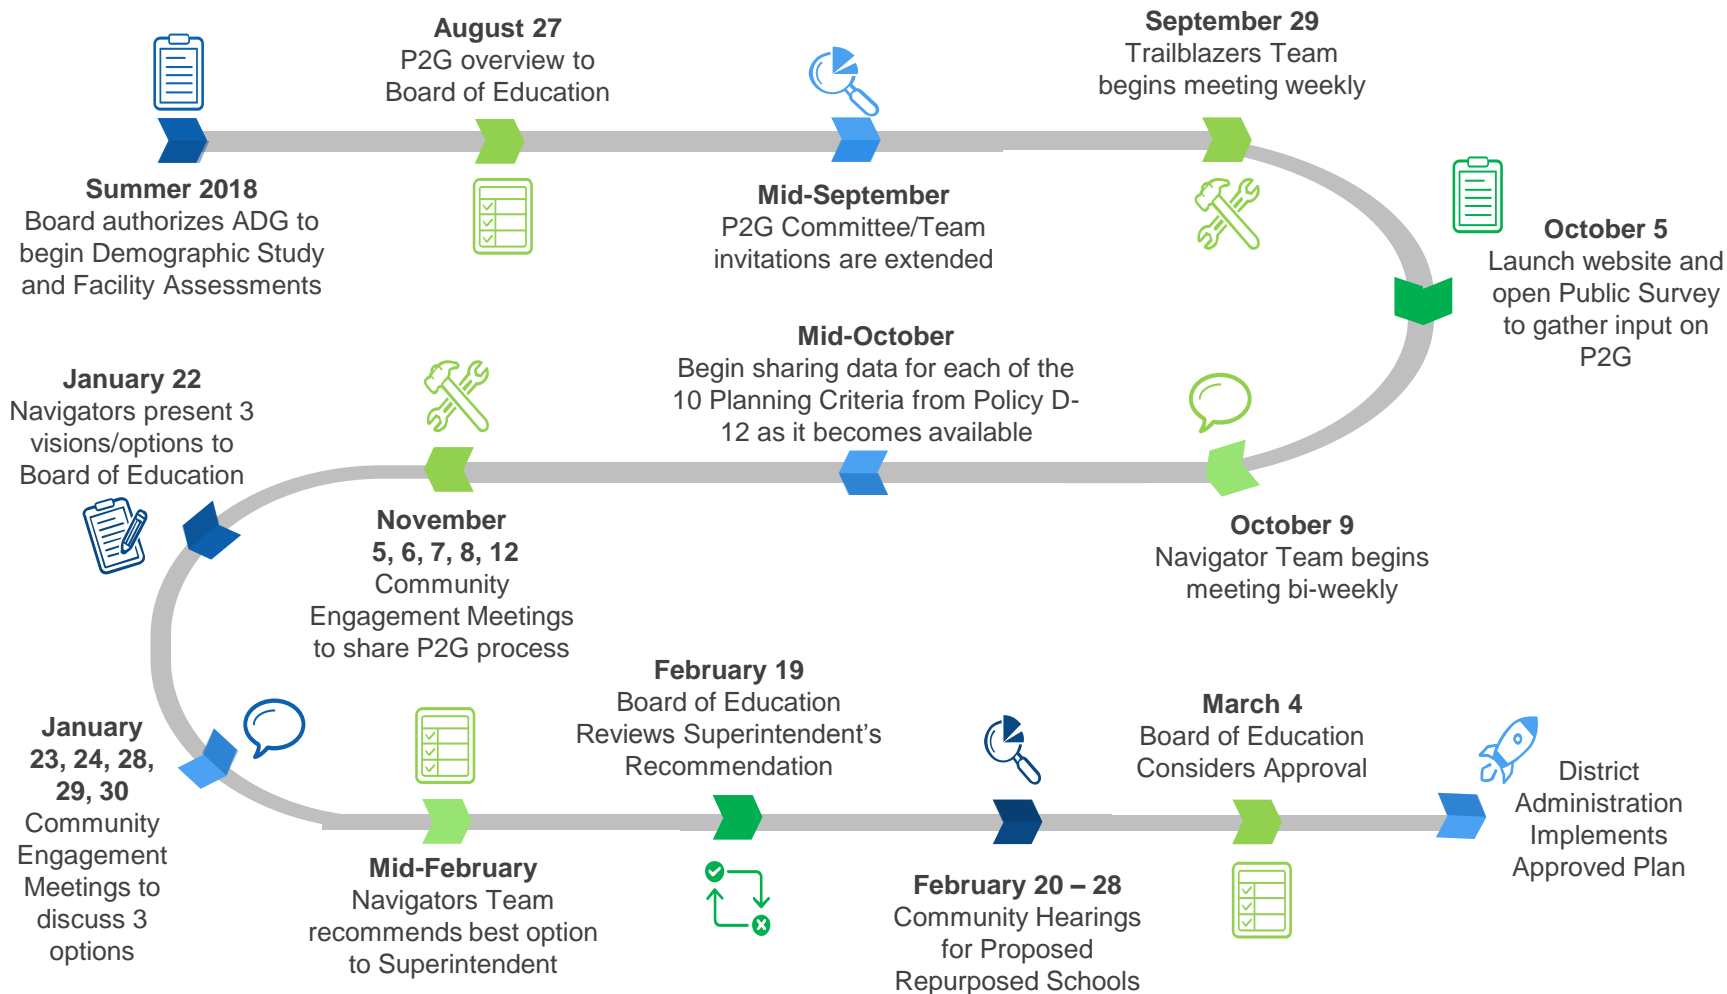 Summer 2018
Board authorizes ADG to
begin Demographic Study
and Facility Assessments
August 27
P2G overview to
Board of Education
Mid-September
P2G Committee/Team
invitations are extended
September 29
Trailblazers Team
begins meeting weekly
October 5
Launch website and
open Public Survey
to gather input on
P2G
October 9
Navigator Team begins
meeting bi-weekly
Mid-October
Begin sharing data for each of the
10 Planning Criteria from Policy D-
12 as it becomes available
November
5, 6, 7, 8, 12
Community
Engagement Meetings
to share P2G process
January 22
Navigators present 3
visions/options to
Board of Education
January
23, 24, 28,
29, 30
Community
Engagement
Meetings to
discuss 3
options
Mid-February
Navigators Team
recommends best option
to Superintendent
February 19
Board of Education
Reviews Superintendent’s
Recommendation
February 20 – 28
Community Hearings
for Proposed
Repurposed Schools
March 4
Board of Education
Considers Approval
District
Administration
Implements
Approved Plan